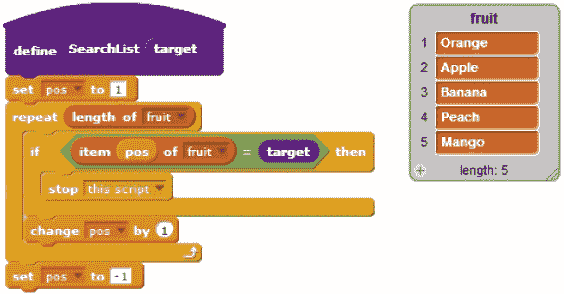 define SearchList target
set pos to 1
repeat length of fruit
if item pos of fruit = target then
stop this script
change pos by 1
set pos to -1
fruit
1 Orange
2 Apple
3 Banana
4 Peach
5 Mango
+ length: 5